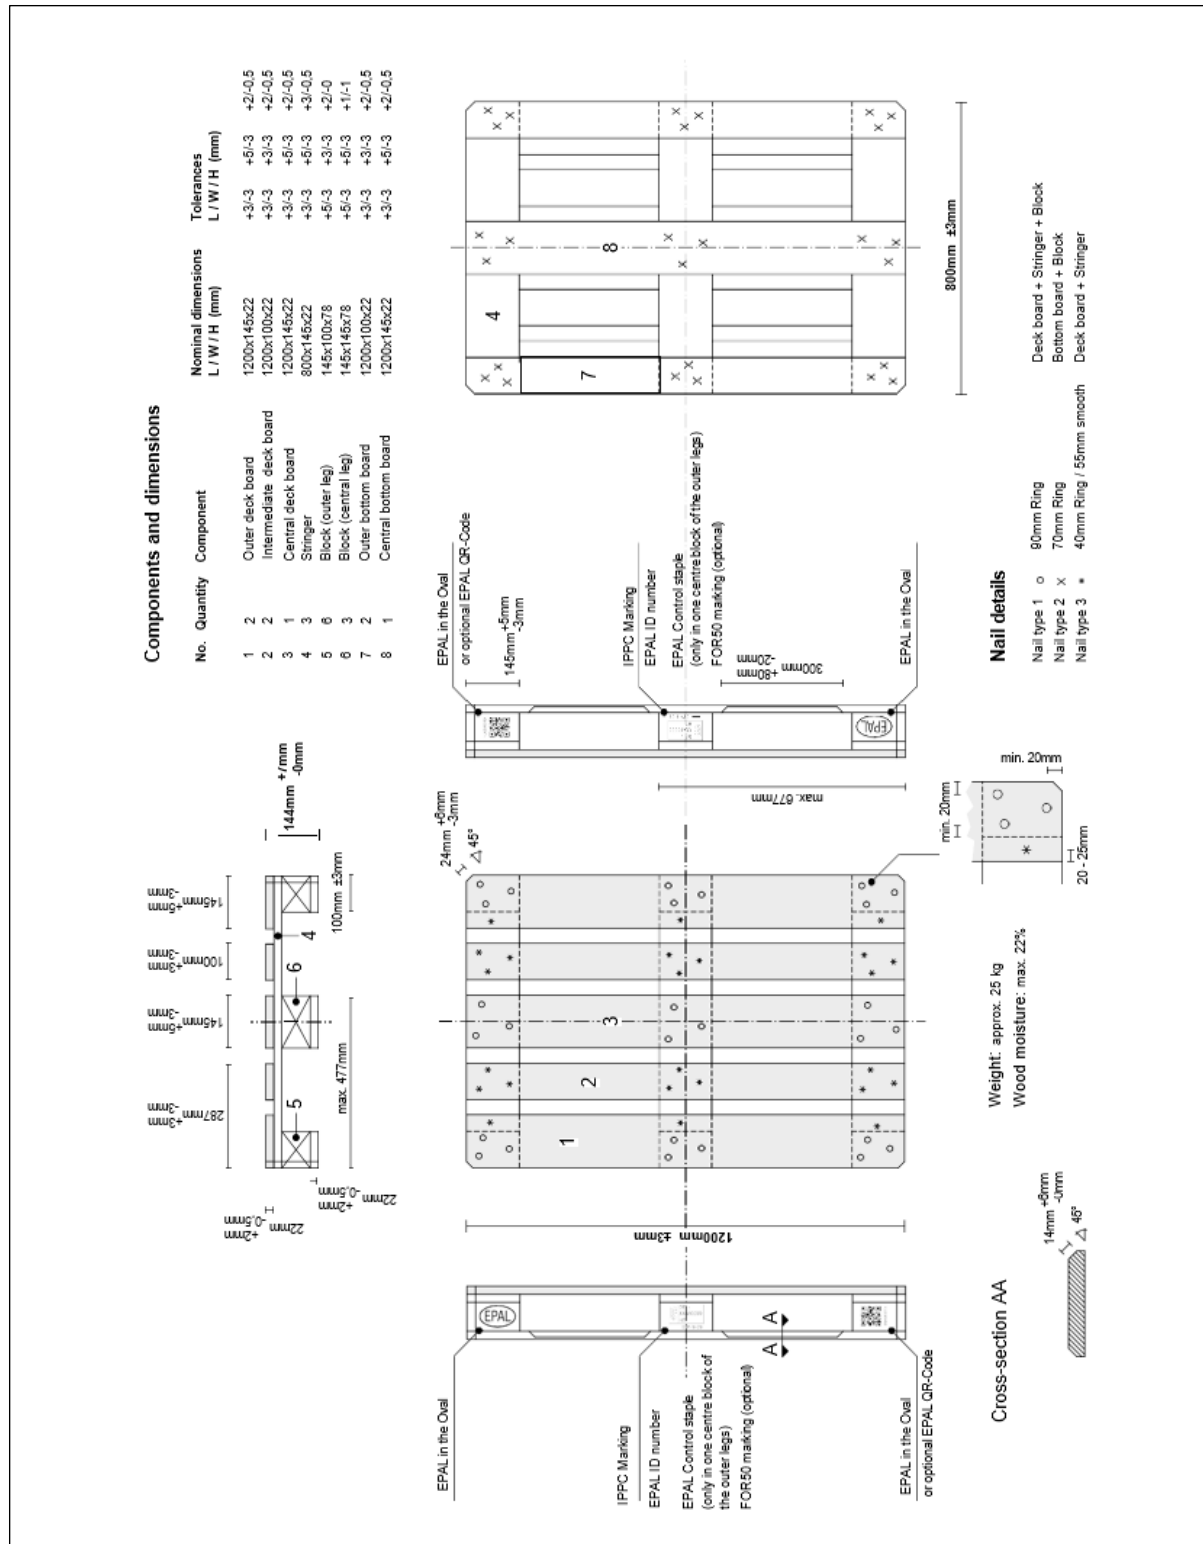 Components and dimensions
No. Quantity Component Nominal dimensions L / W / H (mm) Tolerances L / W / H (mm)
1 2 Outer deck board 1200x145x22 +3/-3 +5/-3 +2/-0,5
2 2 Intermediate deck board 1200x100x22 +3/-3 +3/-3 +2/-0,5
3 1 Central deck board 1200x145x22 +3/-3 +5/-3 +2/-0,5
4 3 Stringer 800x145x22 +3/-3 +5/-3 +3/-0,5
5 6 Block (outer leg) 145x100x78 +5/-3 +3/-3 +2/-0
6 3 Block (central leg) 145x145x78 +5/-3 +5/-3 +1/-1
7 2 Outer bottom board 1200x100x22 +3/-3 +3/-3 +2/-0,5
8 1 Central bottom board 1200x145x22 +3/-3 +5/-3 +2/-0,5
22mm +2mm -0,5mm
22mm +2mm -0,5mm
287mm +3mm -3mm
145mm +5mm -3mm
100mm +3mm -3mm
145mm +5mm -3mm
144mm +/mm -0mm
5
6
4
max. 477mm
100mm ±3mm
EPAL in the Oval
or optional EPAL QR-Code
145mm +5mm -3mm
IPPC Marking
EPAL ID number
EPAL Control staple
(only in one centre block of the outer legs)
FOR50 marking (optional)
300mm +80mm -20mm
EPAL in the Oval
EPAL
max. 677mm
24mm +6mm -3mm
45°
1
2
3
1200mm ±3mm
4
7
8
800mm ±3mm
EPAL in the Oval
EPAL
IPPC Marking
EPAL ID number
EPAL Control staple
(only in one centre block of
the outer legs)
FOR50 marking (optional)
A
A
EPAL in the Oval
or optional EPAL QR-Code
Cross-section AA
14mm +6mm -0mm
45°
Weight: approx. 25 kg
Wood moisture: max. 22%
min. 20mm
min. 20mm
20 - 25mm
Nail details
Nail type 1 o 90mm Ring Deck board + Stringer + Block
Nail type 2 x 70mm Ring Bottom board + Block
Nail type 3 * 40mm Ring / 55mm smooth Deck board + Stringer